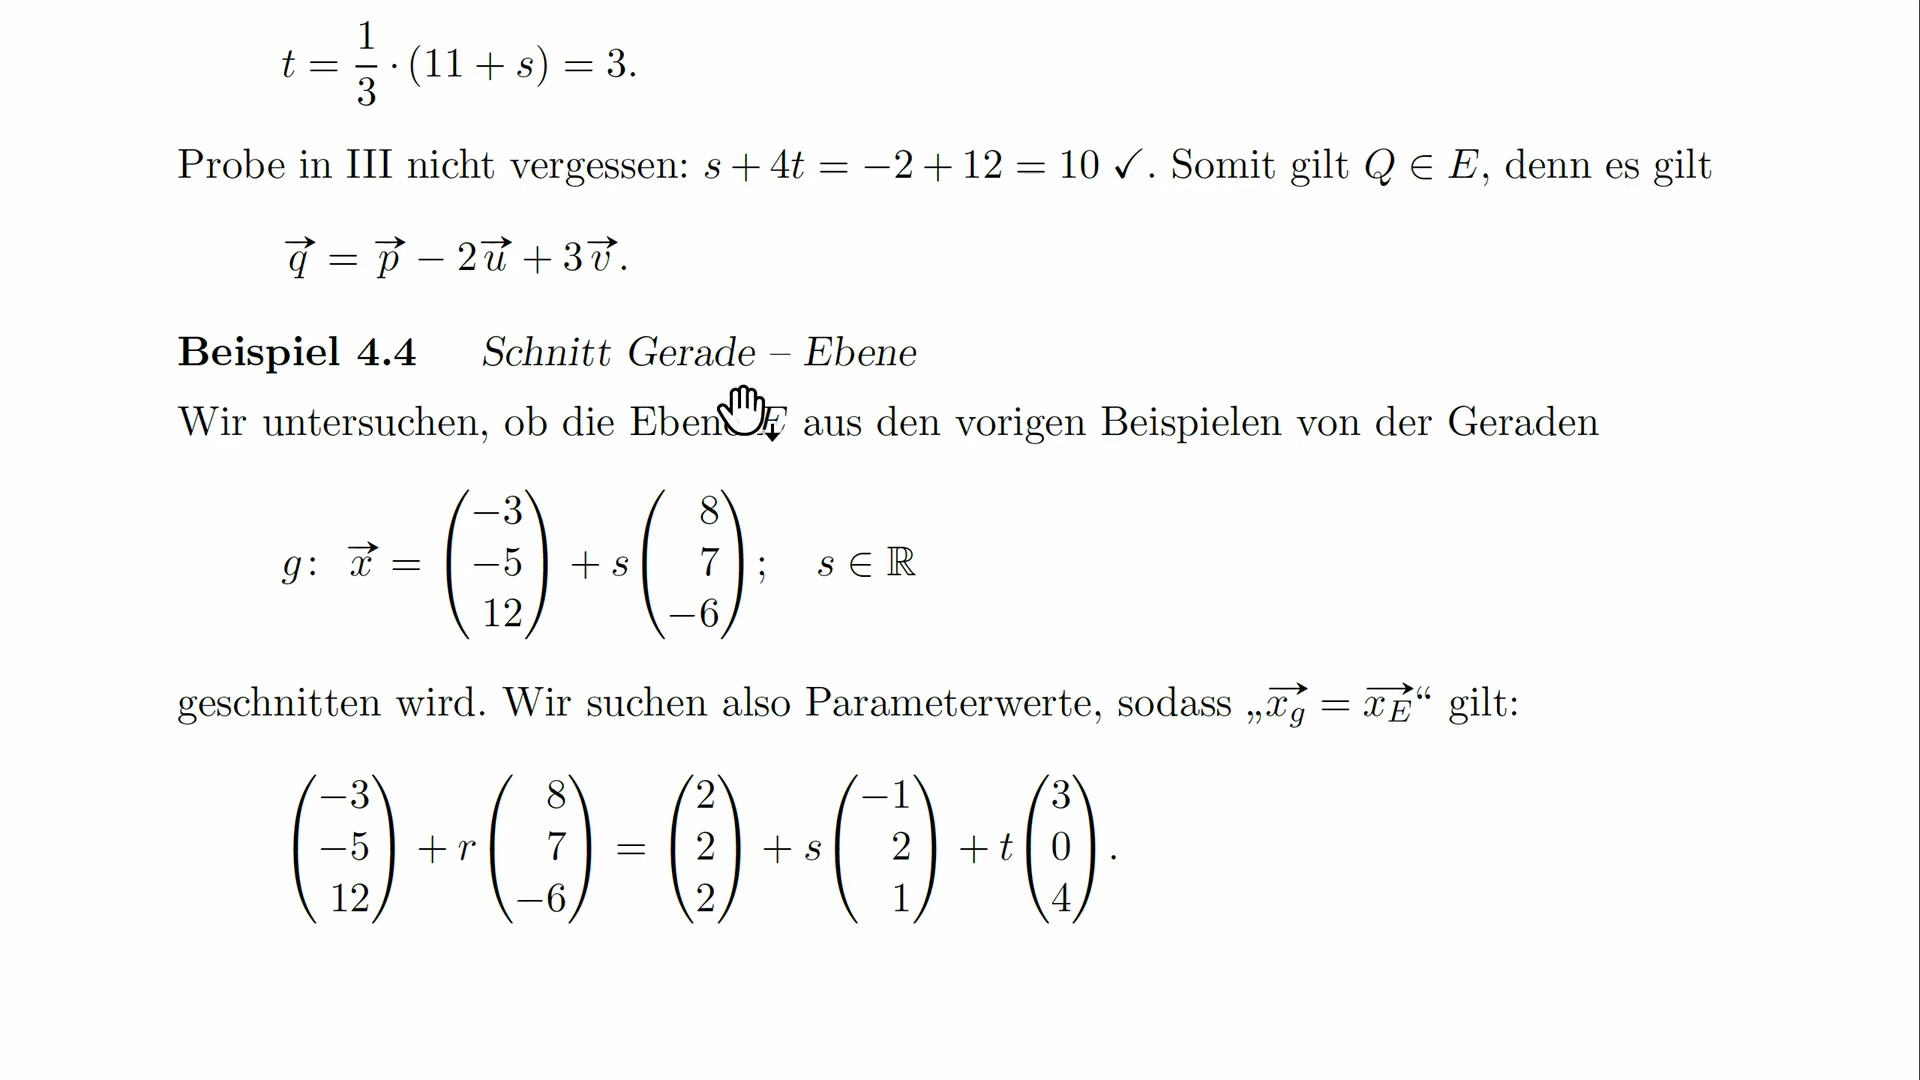 t = 1/3 · (11 + s) = 3.
Probe in III nicht vergessen: s + 4t = −2 + 12 = 10 ✓. Somit gilt Q ∈ E, denn es gilt
q⃗ = p⃗ − 2u⃗ + 3v⃗.
Beispiel 4.4 Schnitt Gerade – Ebene
Wir untersuchen, ob die Ebene E aus den vorigen Beispielen von der Geraden
g: x⃗ = (−3 −5 12) + s (8 7 −6); s ∈ ℝ
geschnitten wird. Wir suchen also Parameterwerte, sodass „x⃗_g = x⃗_E“ gilt:
(−3 −5 12) + r (8 7 −6) = (2 2 2) + s (−1 2 1) + t (3 0 4).